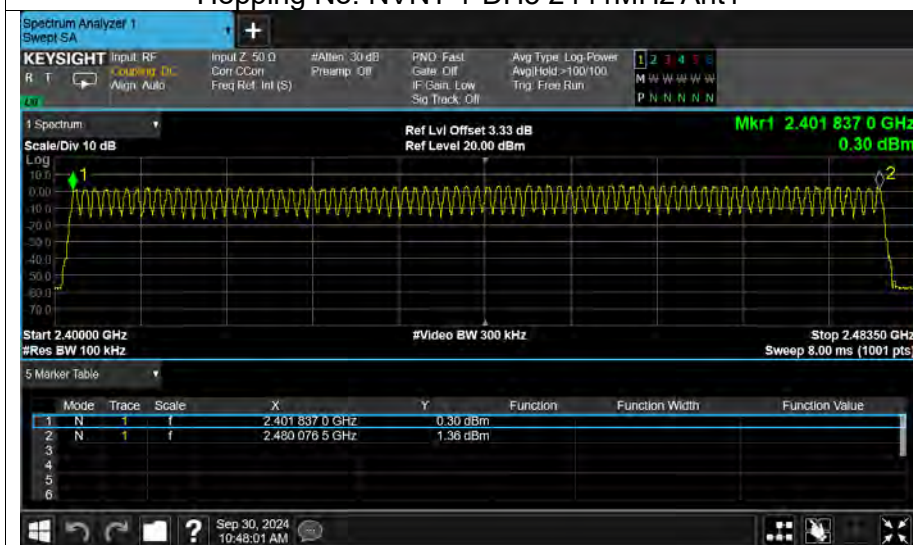 Hopping No. NVNT 1-DH5 2441MHz Ant1
Spectrum Analyzer 1
Swept SA
+
KEYSIGHT Input: RF Input Z: 50 Ω #Atten: 30 dB PNO: Fast Avg Type: Log-Power 1 2 3 4 5 6
R T Coupling: DC Corr CCorr Preamp: Off Gate: Off Avg|Hold:>100/100 M W W W W W
Align: Auto Freq Ref: Int (S) IF Gain: Low Trig: Free Run P N N N N N
Sig Track: Off
1 Spectrum
Ref Lvl Offset 3.33 dB
Mkr1 2.401 837 0 GHz
Scale/Div 10 dB
Ref Level 20.00 dBm
0.30 dBm
Log
10.0
0.00
-10.0
-20.0
-30.0
-40.0
-50.0
-60.0
-70.0
1
2
Start 2.40000 GHz #Video BW 300 kHz Stop 2.48350 GHz
#Res BW 100 kHz Sweep 8.00 ms (1001 pts)
5 Marker Table
Mode Trace Scale X Y Function Function Width Function Value
1 N 1 f 2.401 837 0 GHz 0.30 dBm
2 N 1 f 2.480 076 5 GHz 1.36 dBm
3
4
5
6
? Sep 30, 2024
10:48:01 AM